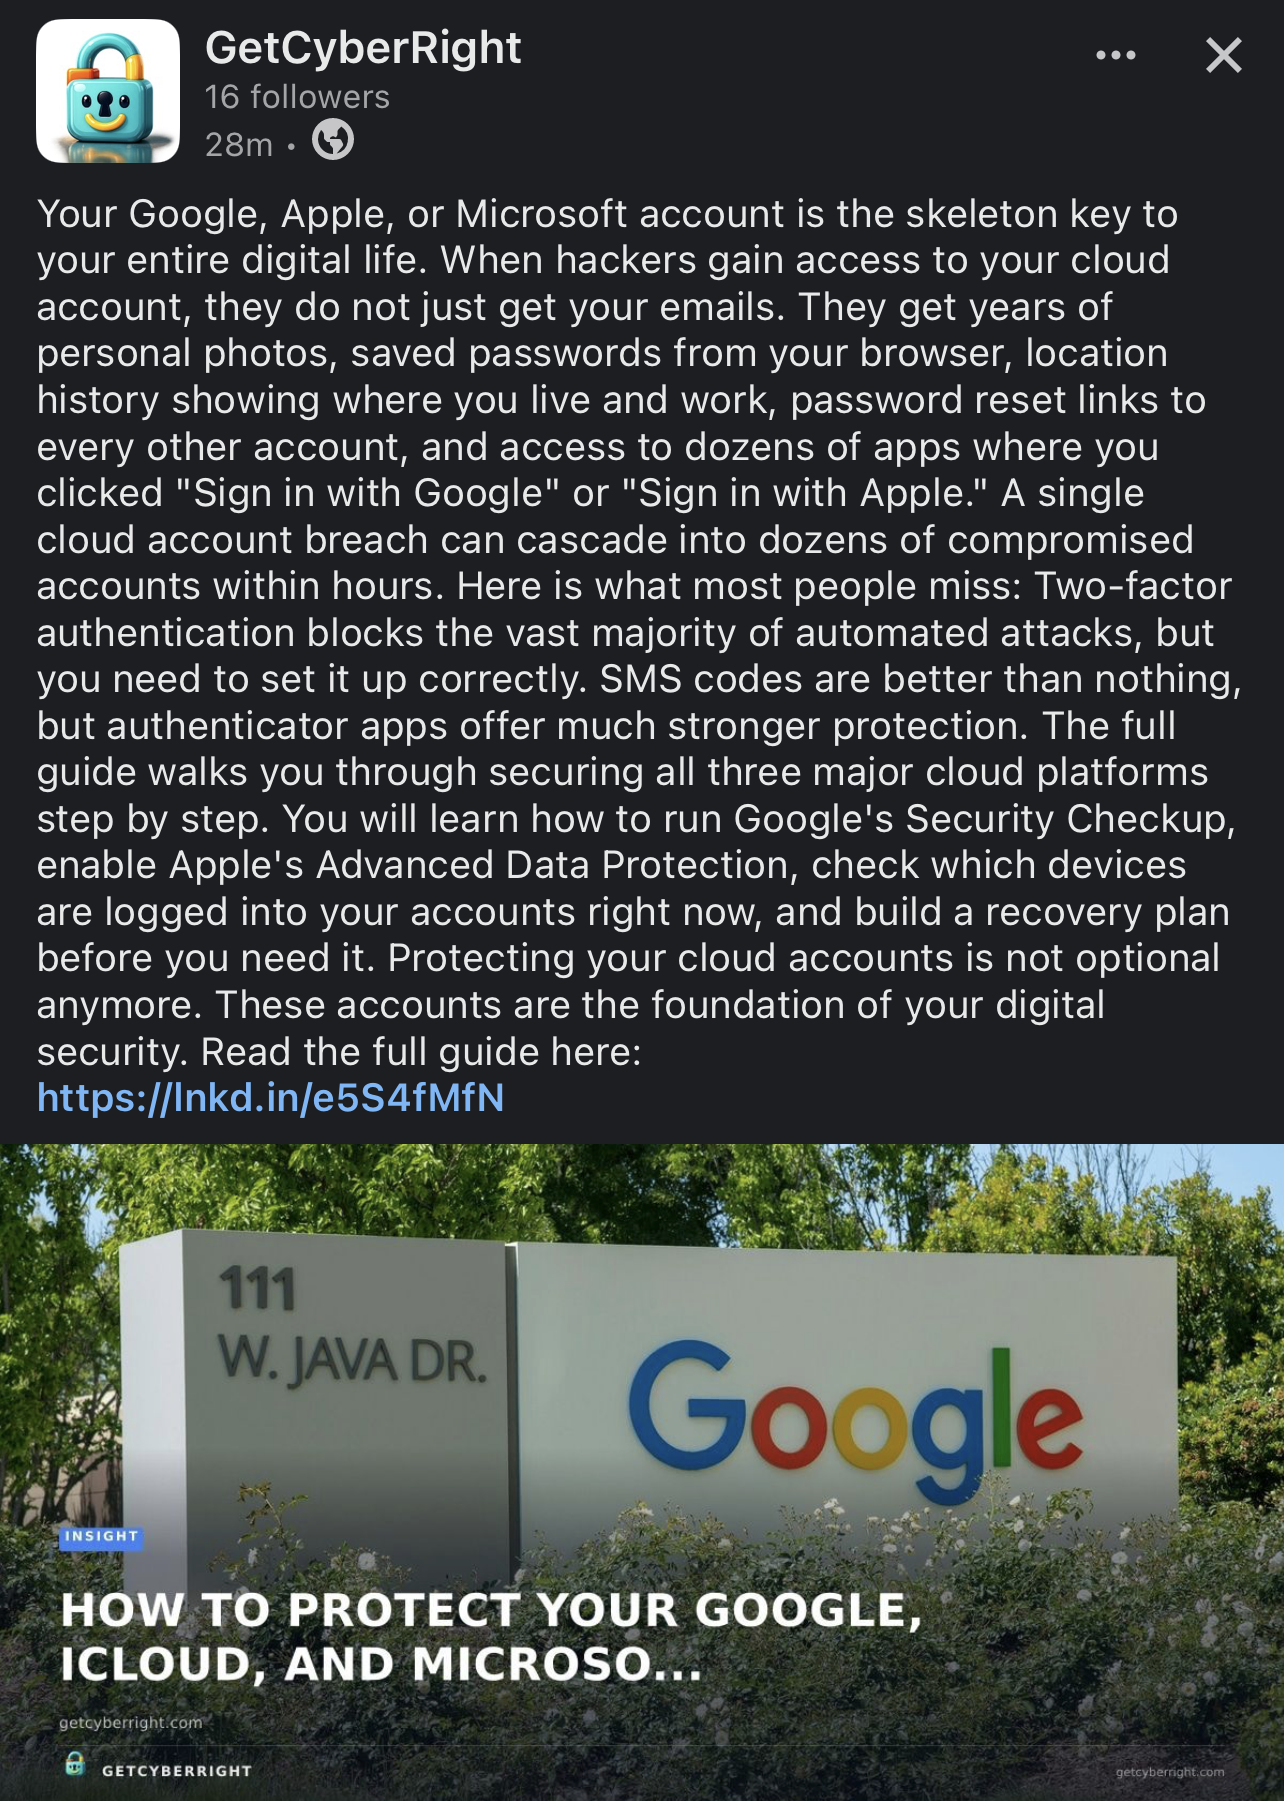 GetCyberRight
16 followers
28m •
Your Google, Apple, or Microsoft account is the skeleton key to
your entire digital life. When hackers gain access to your cloud
account, they do not just get your emails. They get years of
personal photos, saved passwords from your browser, location
history showing where you live and work, password reset links to
every other account, and access to dozens of apps where you
clicked "Sign in with Google" or "Sign in with Apple." A single
cloud account breach can cascade into dozens of compromised
accounts within hours. Here is what most people miss: Two-factor
authentication blocks the vast majority of automated attacks, but
you need to set it up correctly. SMS codes are better than nothing,
but authenticator apps offer much stronger protection. The full
guide walks you through securing all three major cloud platforms
step by step. You will learn how to run Google's Security Checkup,
enable Apple's Advanced Data Protection, check which devices
are logged into your accounts right now, and build a recovery plan
before you need it. Protecting your cloud accounts is not optional
anymore. These accounts are the foundation of your digital
security. Read the full guide here:
https://lnkd.in/e5S4fMfN
111
W. JAVA DR.
Google
INSIGHT
HOW TO PROTECT YOUR GOOGLE,
ICLOUD, AND MICROSO...
getcyberright.com
GETCYBERRIGHT
getcyberright.com